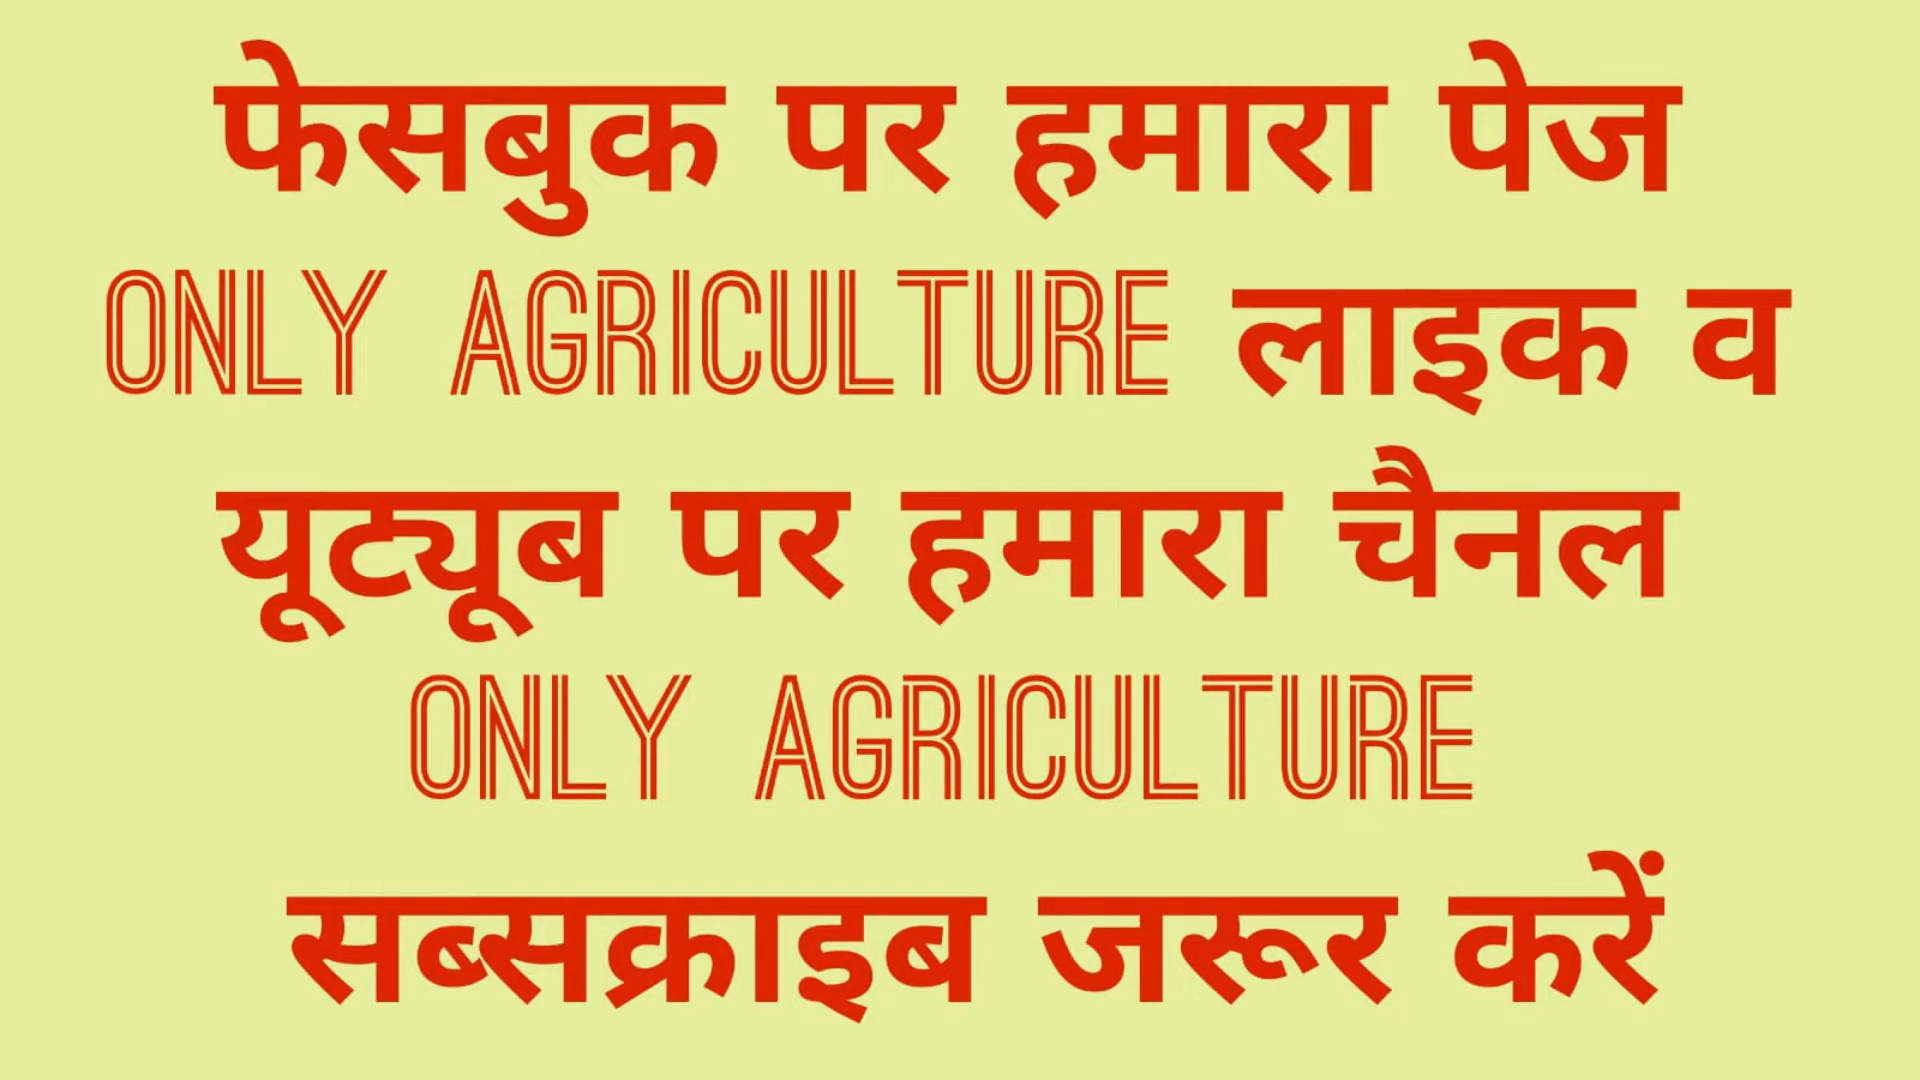 फेसबुक पर हमारा पेज
ONLY AGRICULTURE लाइक व
यूट्यूब पर हमारा चैनल
ONLY AGRICULTURE
सब्सक्राइब जरूर करें